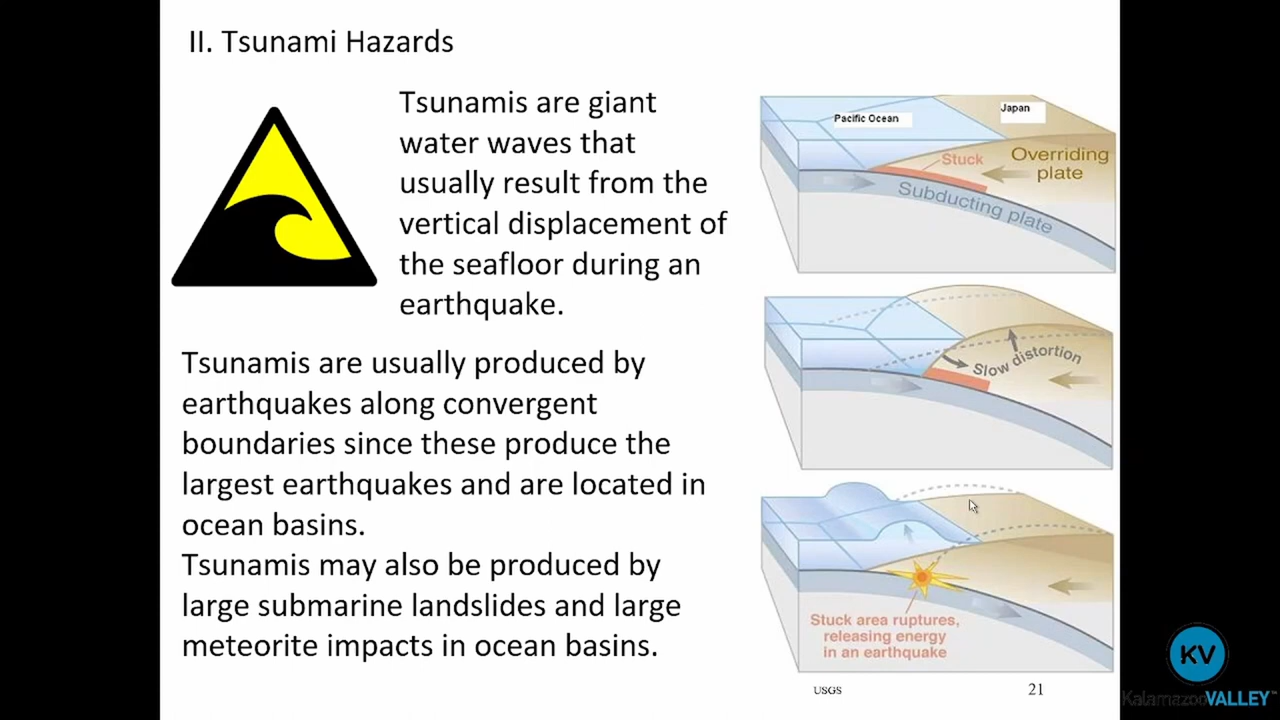 II. Tsunami Hazards
Tsunamis are giant
water waves that
usually result from the
vertical displacement of
the seafloor during an
earthquake.
Tsunamis are usually produced by
earthquakes along convergent
boundaries since these produce the
largest earthquakes and are located in
ocean basins.
Tsunamis may also be produced by
large submarine landslides and large
meteorite impacts in ocean basins.
Pacific Ocean
Japan
Stuck
Overriding
plate
Subducting plate
Slow distortion
Stuck area ruptures,
releasing energy
in an earthquake
USGS
21
KV
Kalamazoo VALLEY™